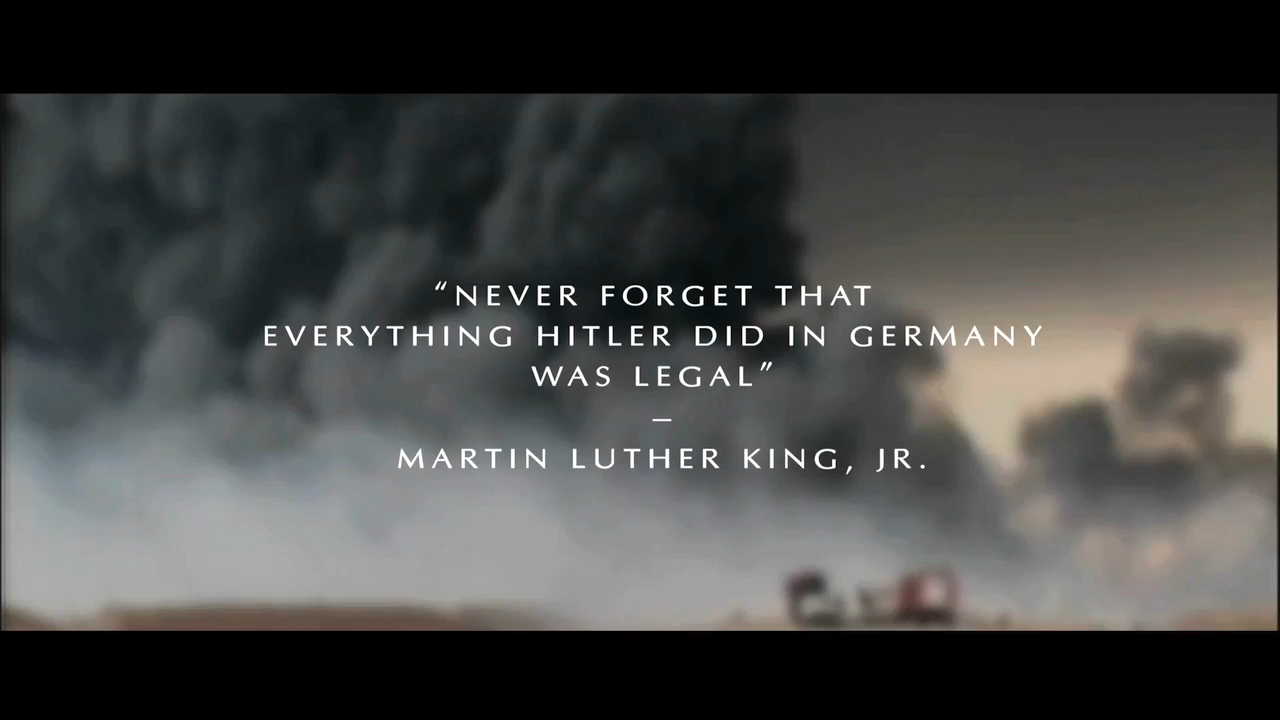 “NEVER FORGET THAT
EVERYTHING HITLER DID IN GERMANY
WAS LEGAL”
–
MARTIN LUTHER KING, JR.